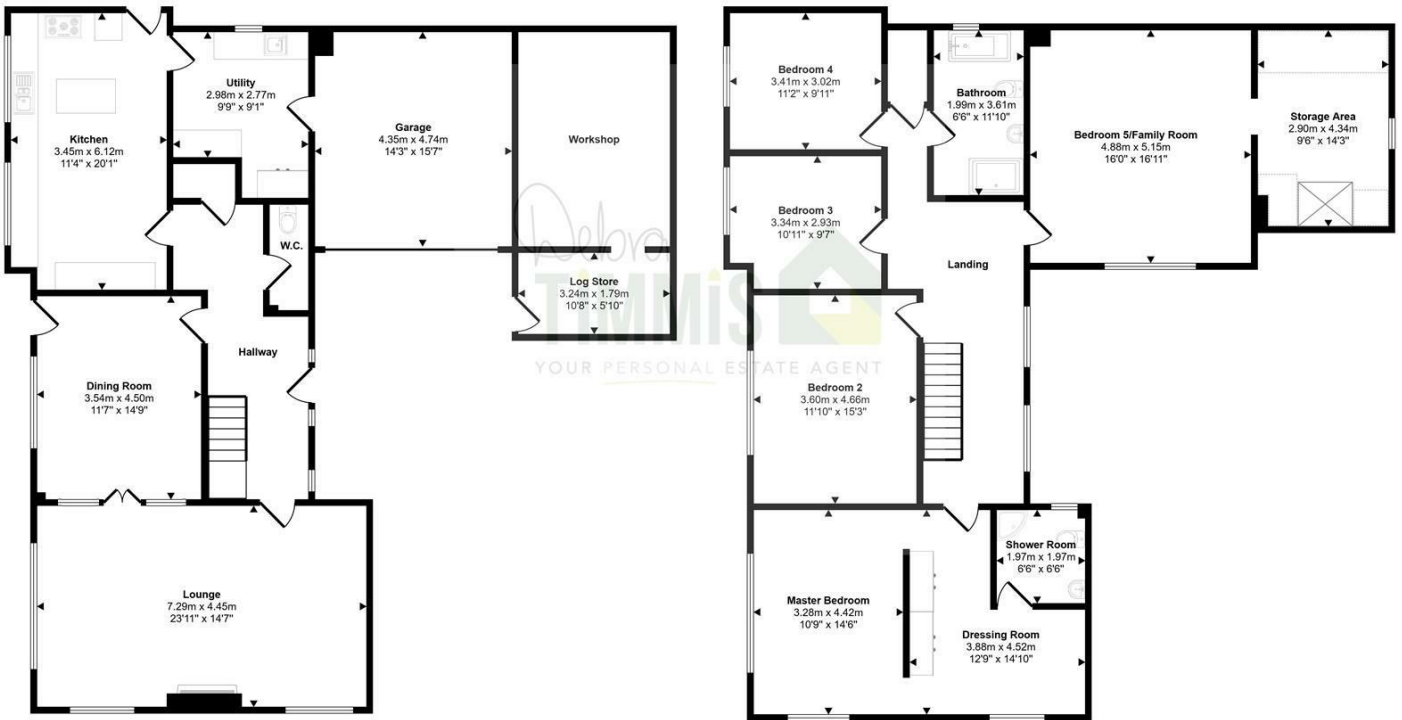 Kitchen
3.45m x 6.12m
11'4" x 20'1"
Utility
2.98m x 2.77m
9'9" x 9'1"
Garage
4.35m x 4.74m
14'3" x 15'7"
Workshop
W.C.
Log Store
3.24m x 1.79m
10'8" x 5'10"
Hallway
Dining Room
3.54m x 4.50m
11'7" x 14'9"
Lounge
7.29m x 4.45m
23'11" x 14'7"
Bedroom 4
3.41m x 3.02m
11'2" x 9'11"
Bathroom
1.99m x 3.61m
6'6" x 11'10"
Bedroom 5/Family Room
4.88m x 5.15m
16'0" x 16'11"
Storage Area
2.90m x 4.34m
9'6" x 14'3"
Bedroom 3
3.34m x 2.93m
10'11" x 9'7"
Landing
Bedroom 2
3.60m x 4.66m
11'10" x 15'3"
Shower Room
1.97m x 1.97m
6'6" x 6'6"
Master Bedroom
3.28m x 4.42m
10'9" x 14'6"
Dressing Room
3.88m x 4.52m
12'9" x 14'10"
Debra
TiMMiS
YOUR PERSONAL ESTATE AGENT